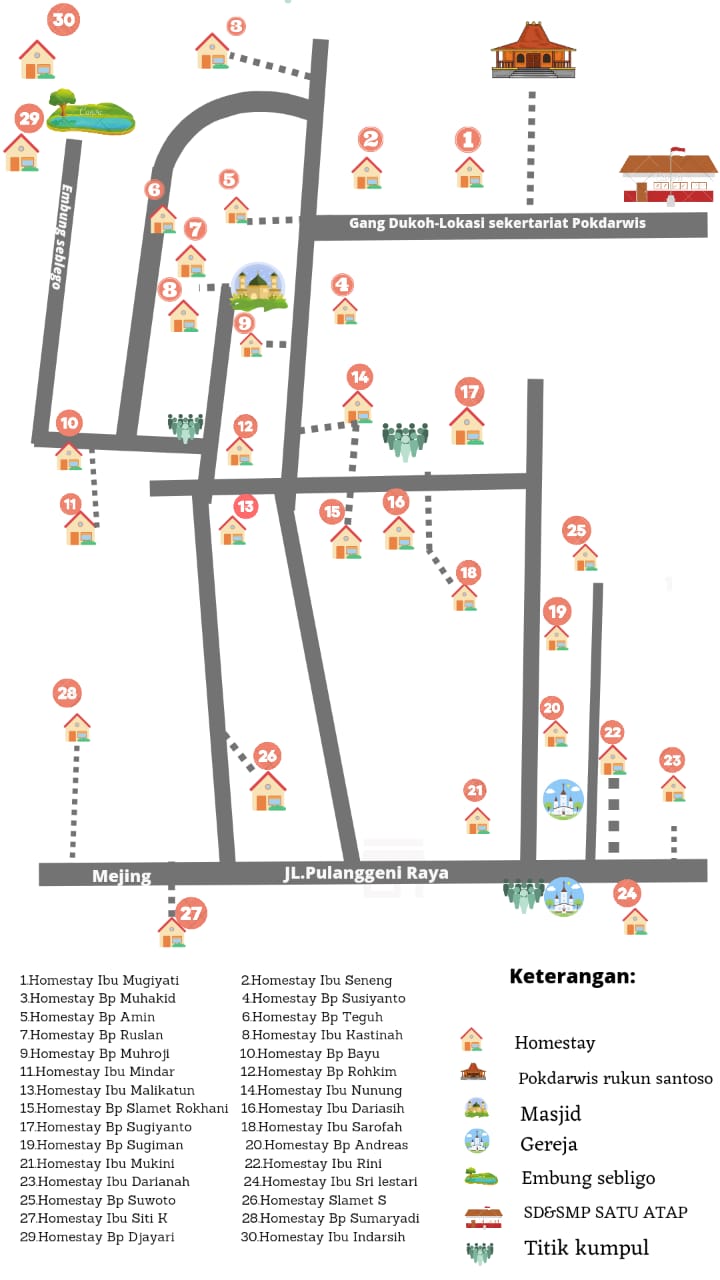 30
3
29
2
1
6
5
Embung seblego
Gang Dukoh-Lokasi sekertariat Pokdarwis
7
8
4
9
14
17
10
12
11
13
15
16
25
18
19
28
20
22
26
23
21
Mejing
JL.Pulanggeni Raya
27
24
1.Homestay Ibu Mugiyati
2.Homestay Ibu Seneng
3.Homestay Bp Muhakid
4.Homestay Bp Susiyanto
5.Homestay Bp Amin
6.Homestay Bp Teguh
7.Homestay Bp Ruslan
8.Homestay Ibu Kastinah
9.Homestay Bp Muhroji
10.Homestay Bp Bayu
11.Homestay Ibu Mindar
12.Homestay Bp Rohkim
13.Homestay Ibu Malikatun
14.Homestay Ibu Nunung
15.Homestay Bp Slamet Rokhani
16.Homestay Ibu Dariasih
17.Homestay Bp Sugiyanto
18.Homestay Ibu Sarofah
19.Homestay Bp Sugiman
20.Homestay Bp Andreas
21.Homestay Ibu Mukini
22.Homestay Ibu Rini
23.Homestay Ibu Darianah
24.Homestay Ibu Sri lestari
25.Homestay Bp Suwoto
26.Homestay Slamet S
27.Homestay Ibu Siti K
28.Homestay Bp Sumaryadi
29.Homestay Bp Djayari
30.Homestay Ibu Indarsih
Keterangan:
Homestay
Pokdarwis rukun santoso
Masjid
Gereja
Embung sebligo
SD&SMP SATU ATAP
Titik kumpul